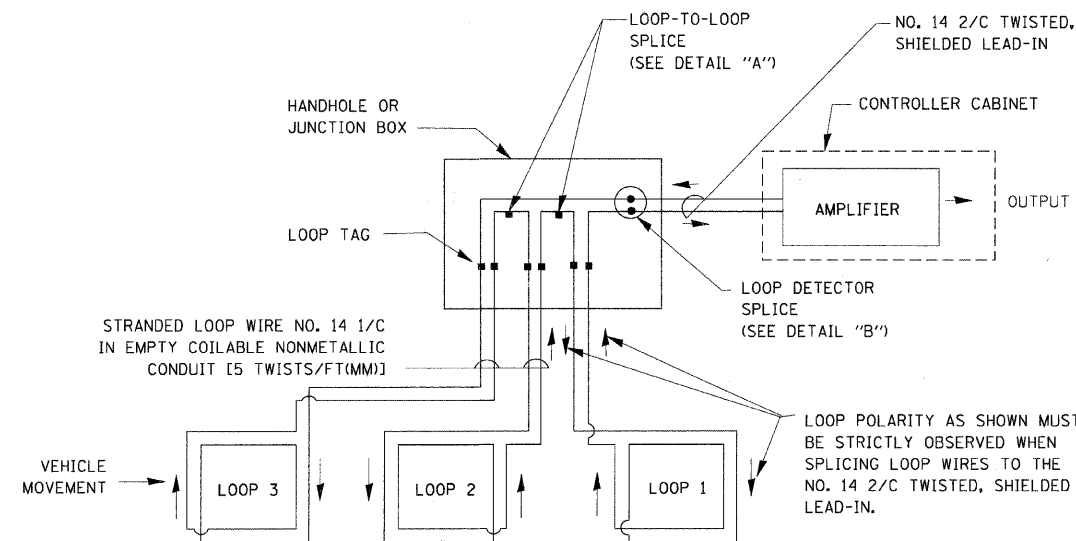 LOOP-TO-LOOP
SPLICE
(SEE DETAIL "A")
NO. 14 2/C TWISTED,
SHIELDED LEAD-IN
HANDHOLE OR
JUNCTION BOX
CONTROLLER CABINET
AMPLIFIER
OUTPUT
LOOP TAG
LOOP DETECTOR
SPLICE
(SEE DETAIL "B")
STRANDED LOOP WIRE NO. 14 1/C
IN EMPTY COILABLE NONMETALLIC
CONDUIT [5 TWISTS/FT(MM)]
LOOP POLARITY AS SHOWN MUST
BE STRICTLY OBSERVED WHEN
SPLICING LOOP WIRES TO THE
NO. 14 2/C TWISTED, SHIELDED
LEAD-IN.
VEHICLE
MOVEMENT
LOOP 3
LOOP 2
LOOP 1